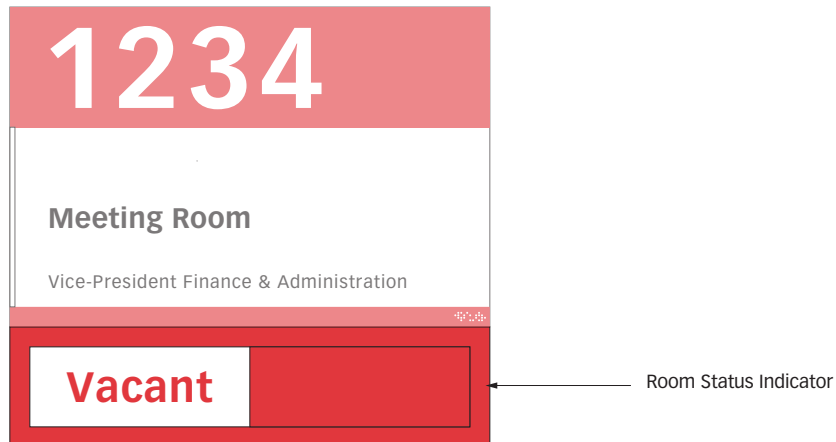 1234
Meeting Room
Vice-President Finance & Administration
Vacant
Room Status Indicator